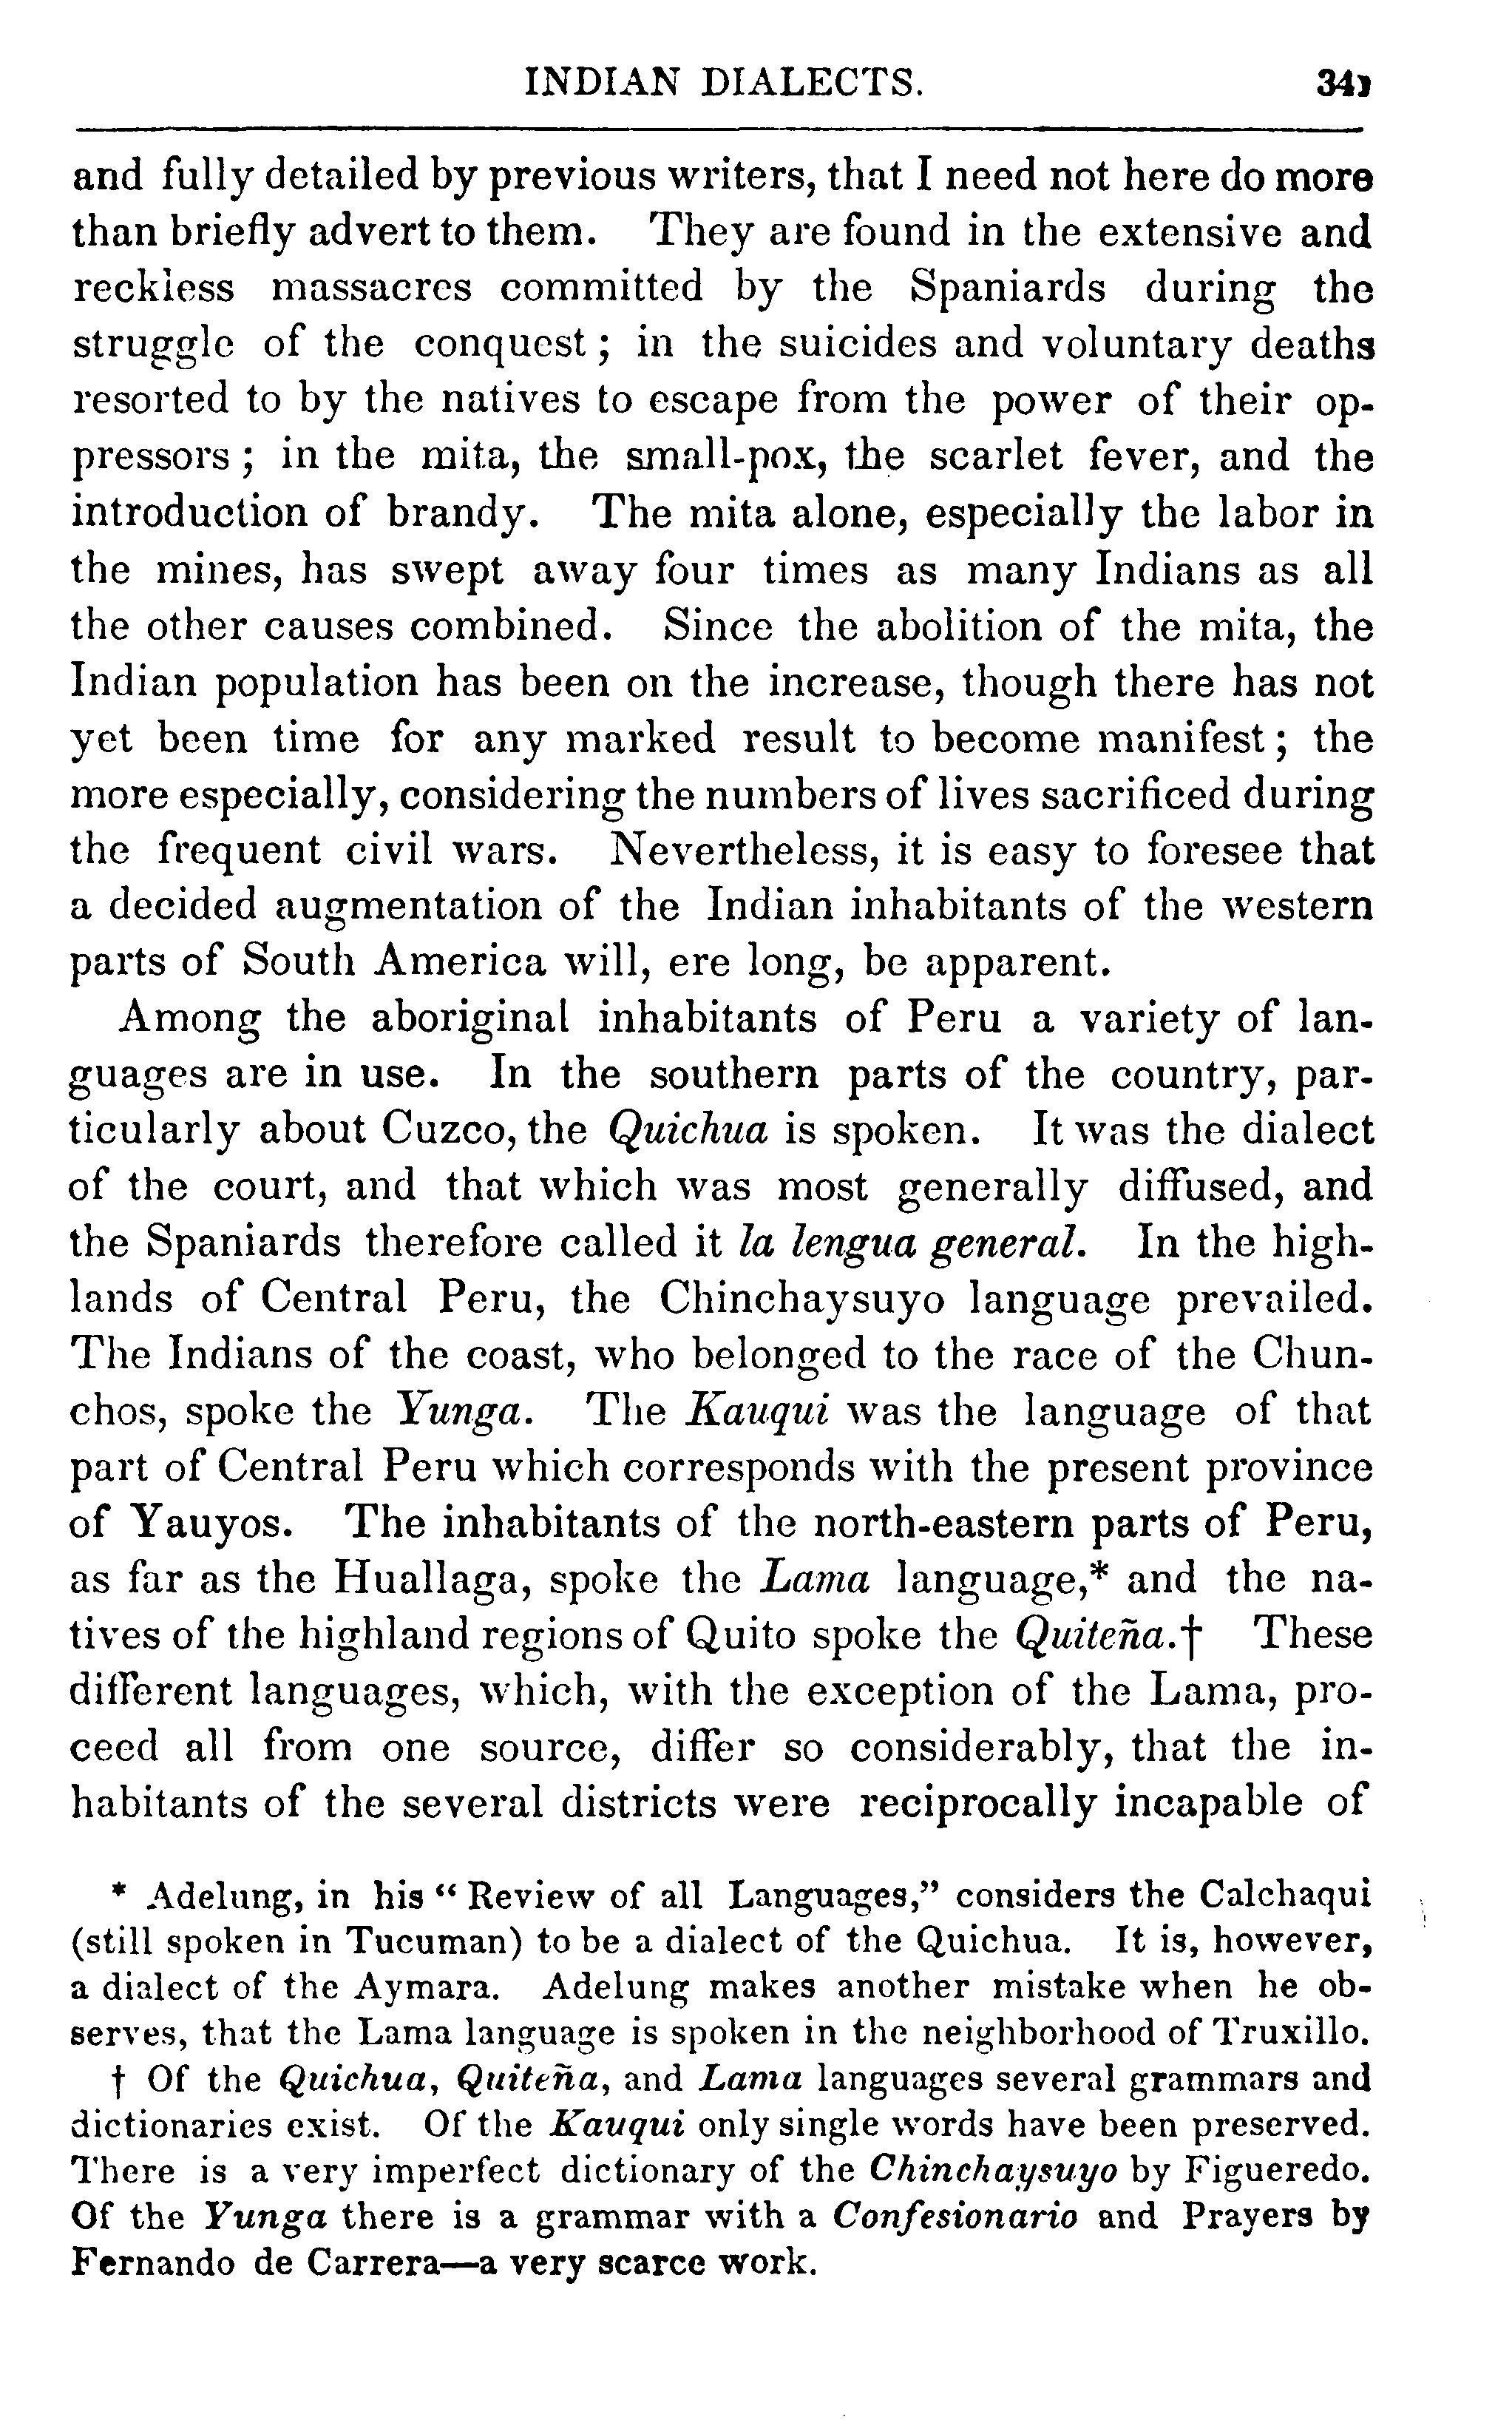 INDIAN DIALECTS. 341
and fully detailed by previous writers, that I need not here do more
than briefly advert to them. They are found in the extensive and
reckless massacres committed by the Spaniards during the
struggle of the conquest; in the suicides and voluntary deaths
resorted to by the natives to escape from the power of their op-
pressors; in the mita, the small-pox, the scarlet fever, and the
introduction of brandy. The mita alone, especially the labor in
the mines, has swept away four times as many Indians as all
the other causes combined. Since the abolition of the mita, the
Indian population has been on the increase, though there has not
yet been time for any marked result to become manifest; the
more especially, considering the numbers of lives sacrificed during
the frequent civil wars. Nevertheless, it is easy to foresee that
a decided augmentation of the Indian inhabitants of the western
parts of South America will, ere long, be apparent.
Among the aboriginal inhabitants of Peru a variety of lan-
guages are in use. In the southern parts of the country, par-
ticularly about Cuzco, the Quichua is spoken. It was the dialect
of the court, and that which was most generally diffused, and
the Spaniards therefore called it la lengua general. In the high-
lands of Central Peru, the Chinchaysuyo language prevailed.
The Indians of the coast, who belonged to the race of the Chun-
chos, spoke the Yunga. The Kauqui was the language of that
part of Central Peru which corresponds with the present province
of Yauyos. The inhabitants of the north-eastern parts of Peru,
as far as the Huallaga, spoke the Lama language,* and the na-
tives of the highland regions of Quito spoke the Quiteña.† These
different languages, which, with the exception of the Lama, pro-
ceed all from one source, differ so considerably, that the in-
habitants of the several districts were reciprocally incapable of
* Adelung, in his “Review of all Languages,” considers the Calchaqui
(still spoken in Tucuman) to be a dialect of the Quichua. It is, however,
a dialect of the Aymara. Adelung makes another mistake when he ob-
serves, that the Lama language is spoken in the neighborhood of Truxillo.
† Of the Quichua, Quiteña, and Lama languages several grammars and
dictionaries exist. Of the Kauqui only single words have been preserved.
There is a very imperfect dictionary of the Chinchaysuyo by Figueredo.
Of the Yunga there is a grammar with a Confesionario and Prayers by
Fernando de Carrera—a very scarce work.